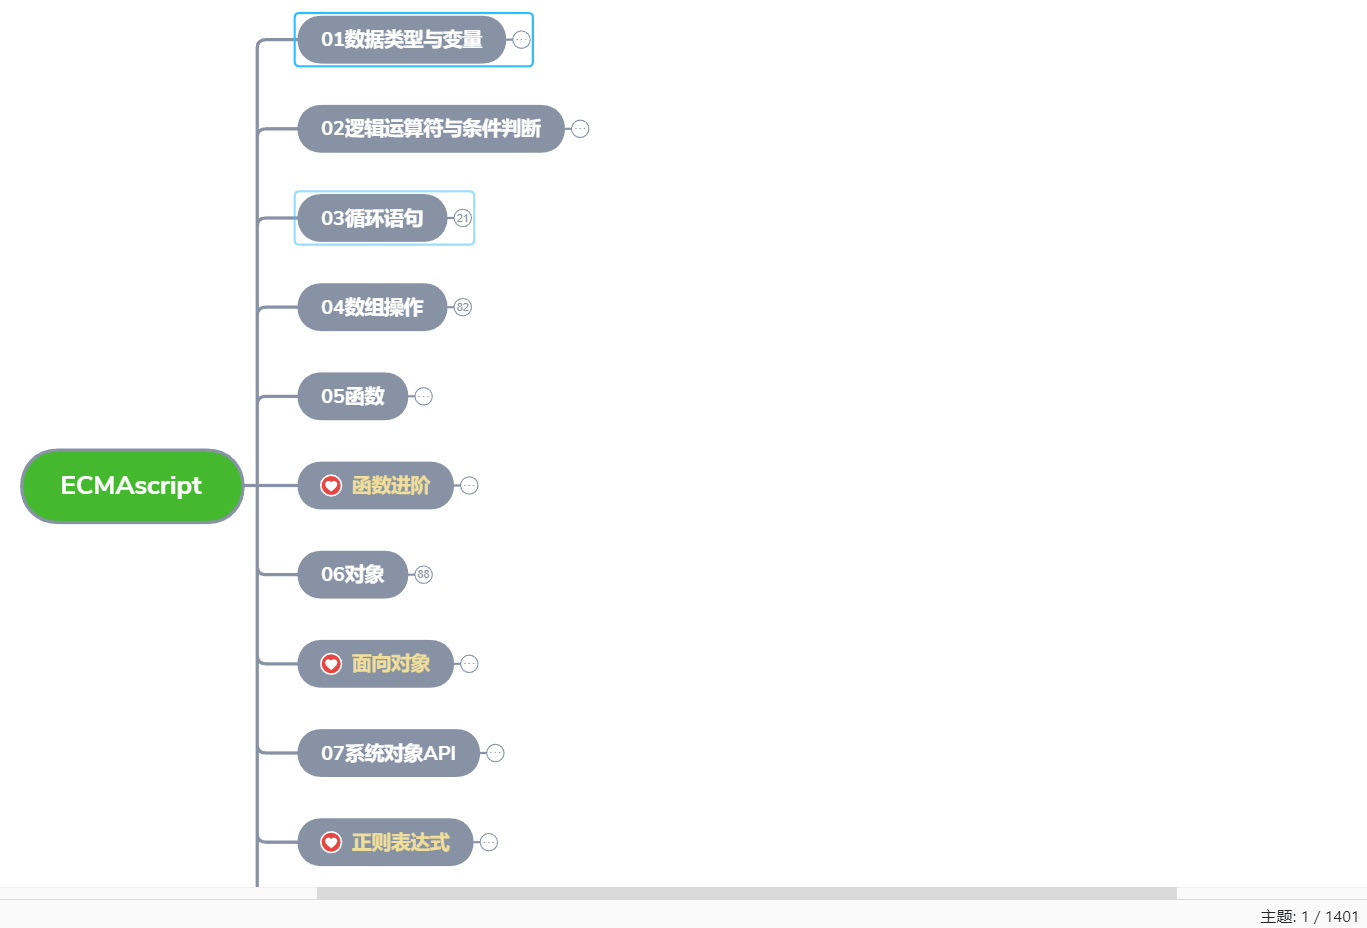 01数据类型与变量
02逻辑运算符与条件判断
03循环语句
21
04数组操作
82
05函数
ECMAscript
函数进阶
06对象
88
面向对象
07系统对象API
正则表达式
主题: 1 / 1401